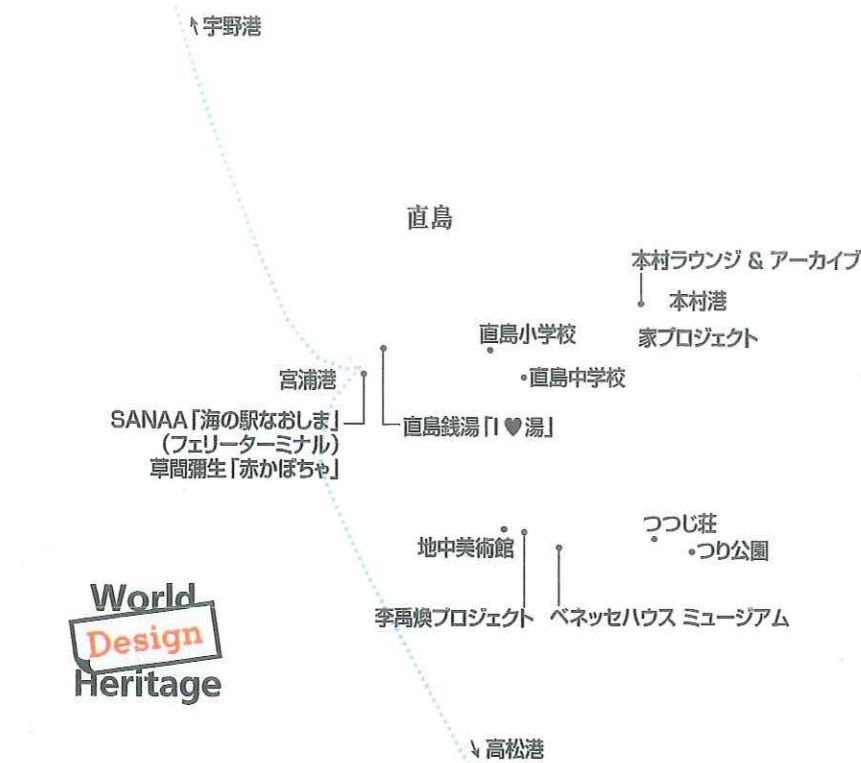 宇野港
直島
本村ラウンジ & アーカイブ
本村港
家プロジェクト
直島小学校
直島中学校
宮浦港
SANAA「海の駅なおしま」
(フェリーターミナル)
草間彌生「赤かぼちゃ」
直島銭湯「I♥湯」
つつじ荘
つり公園
地中美術館
李禹煥プロジェクト
ベネッセハウス ミュージアム
World
Design
Heritage
高松港